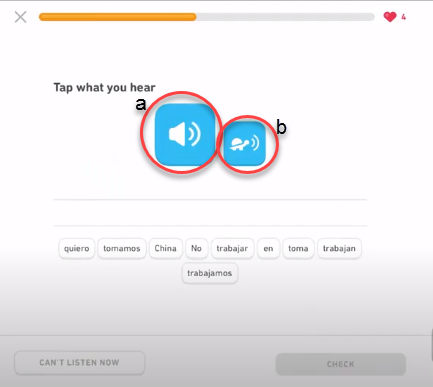 4
Tap what you hear
a
b
quiero tomamos China No trabajar en toma trabajan
trabajamos
CAN'T LISTEN NOW CHECK